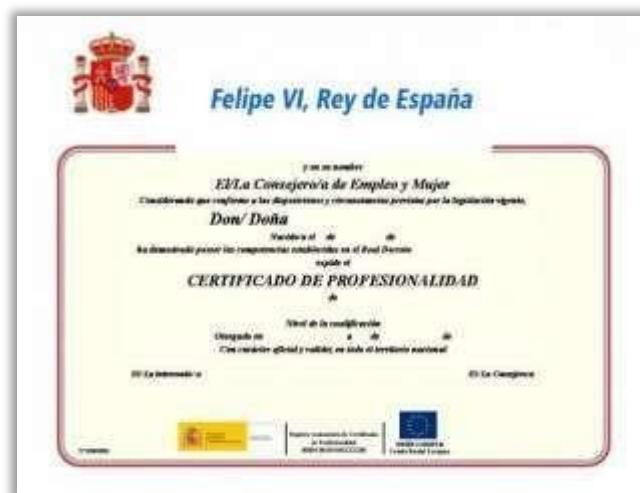 Felipe VI, Rey de España
y en su nombre
El/La Consejero/a de Empleo y Mujer
Considerando que conforme a las disposiciones y circunstancias previstas por la legislación vigente,
Don/ Doña
Nacido/a el de de
ha demostrado poseer las competencias establecidas en el Real Decreto
expide el
CERTIFICADO DE PROFESIONALIDAD
de
Nivel de la cualificación
Otorgado en a de de
Con carácter oficial y validez en todo el territorio nacional
El/ La interesado/ a
El/ La Consejero/a